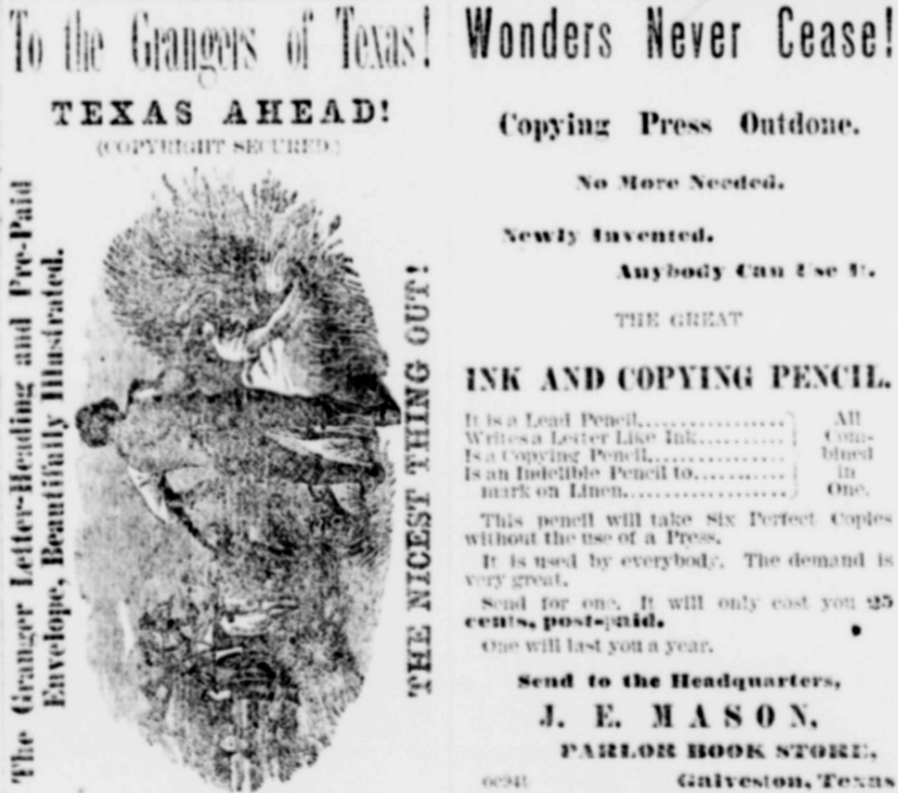 To the Grangers of Texas!
TEXAS AHEAD!
(COPYRIGHT SECURED.)
The Granger Letter-Heading and Pre-Paid
Envelope, Beautifully Illustrated.
THE NICEST THING OUT!
Wonders Never Cease!
Copying Press Outdone.
No More Needed.
Newly Invented.
Anybody Can Use It.
THE GREAT
INK AND COPYING PENCIL.
It is a Lead Pencil.................. } All
Writes a Letter Like Ink........... } Com-
Is a Copying Pencil.................. } bined
Is an Indelible Pencil to............ } in
mark on Linen...................... } One.
This pencil will take Six Perfect Copies
without the use of a Press.
It is used by everybody. The demand is
very great.
Send for one. It will only cost you 25
cents, post-paid.
One will last you a year.
Send to the Headquarters,
J. E. MASON,
PARLOR BOOK STORE,
Galveston, Texas